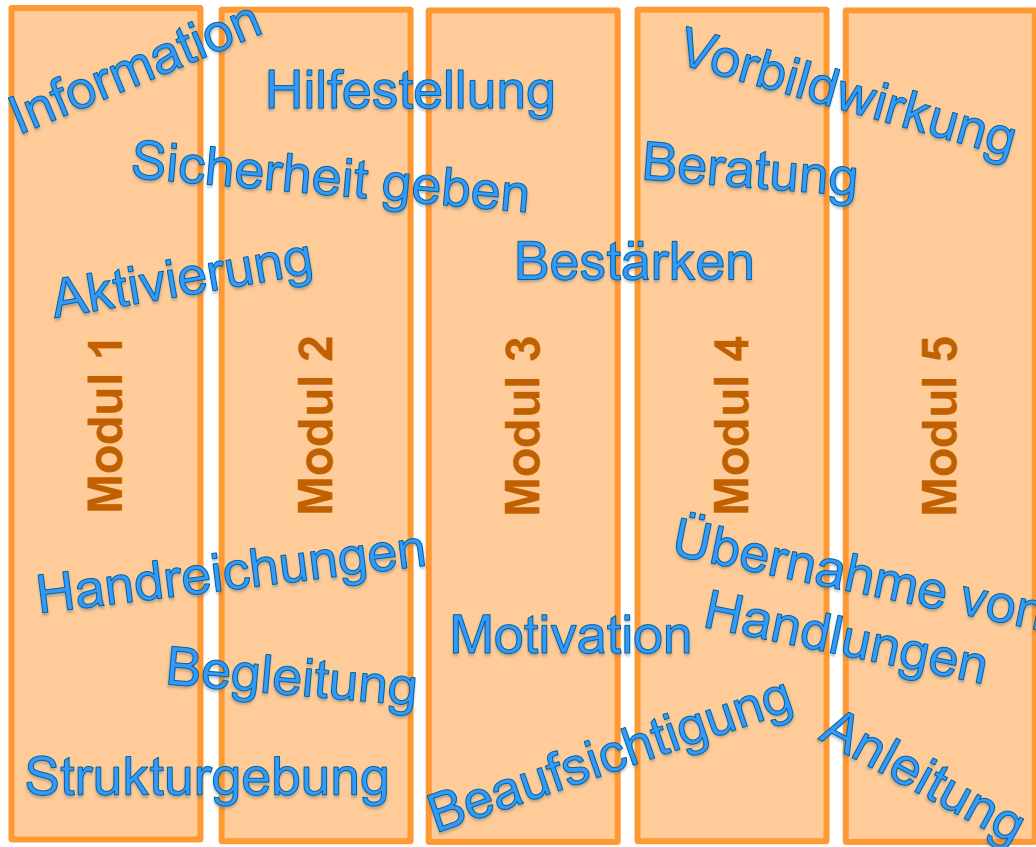 Information
Hilfestellung
Vorbildwirkung
Sicherheit geben
Beratung
Aktivierung
Bestärken
Modul 1
Modul 2
Modul 3
Modul 4
Modul 5
Handreichungen
Übernahme von
Handlungen
Motivation
Begleitung
Strukturgebung
Beaufsichtigung
Anleitung